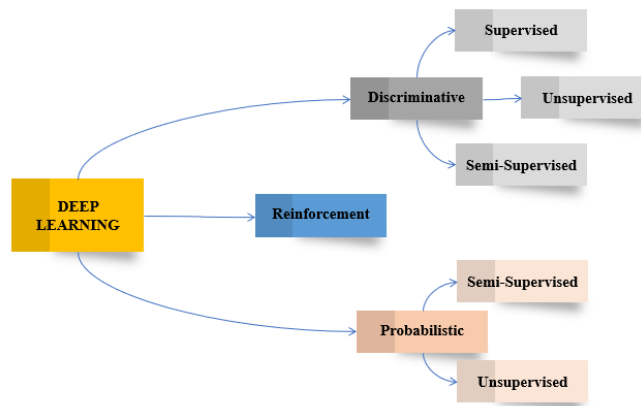 Supervised
Discriminative
Unsupervised
Semi-Supervised
DEEP
LEARNING
Reinforcement
Semi-Supervised
Probabilistic
Unsupervised